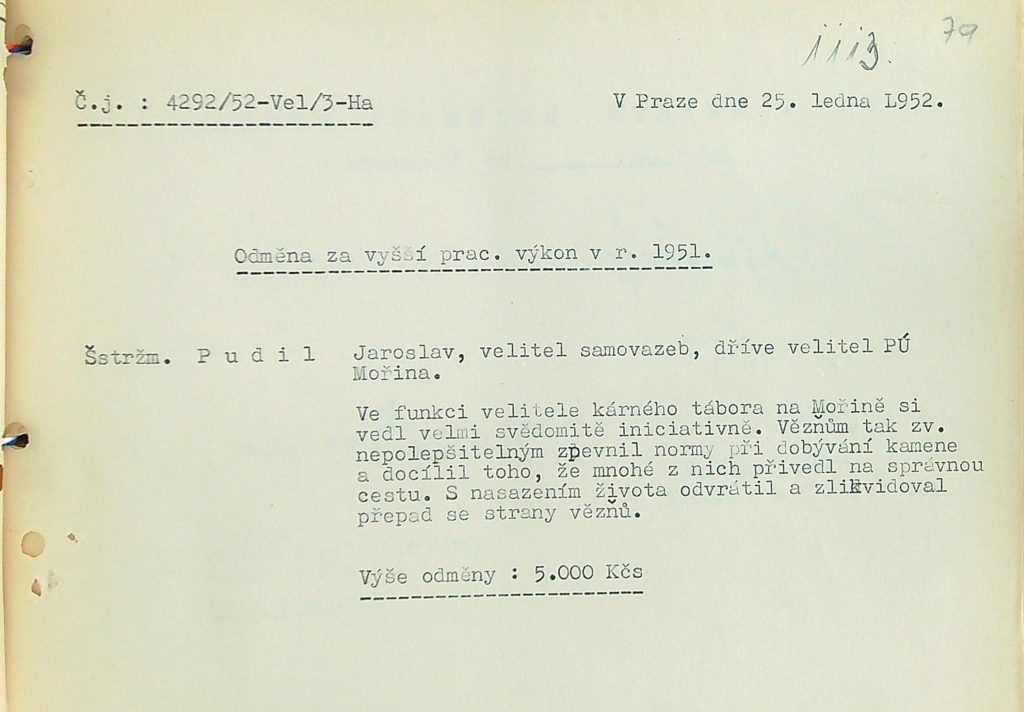 79
1113.
Č.j. : 4292/52-Vel/3-Ha
V Praze dne 25. ledna L952.
Odměna za vyšší prac. výkon v r. 1951.
Šstržm. P u d i l Jaroslav, velitel samovazeb, dříve velitel PÚ
Mořina.
Ve funkci velitele kárného tábora na Mořině si
vedl velmi svědomitě iniciativně. Vězňům tak zv.
nepolepšitelným zpevnil normy při dobývání kamene
a docílil toho, že mnohé z nich přivedl na správnou
cestu. S nasazením života odvrátil a zlikvidoval
přepad se strany vězňů.
Výše odměny : 5.000 Kčs